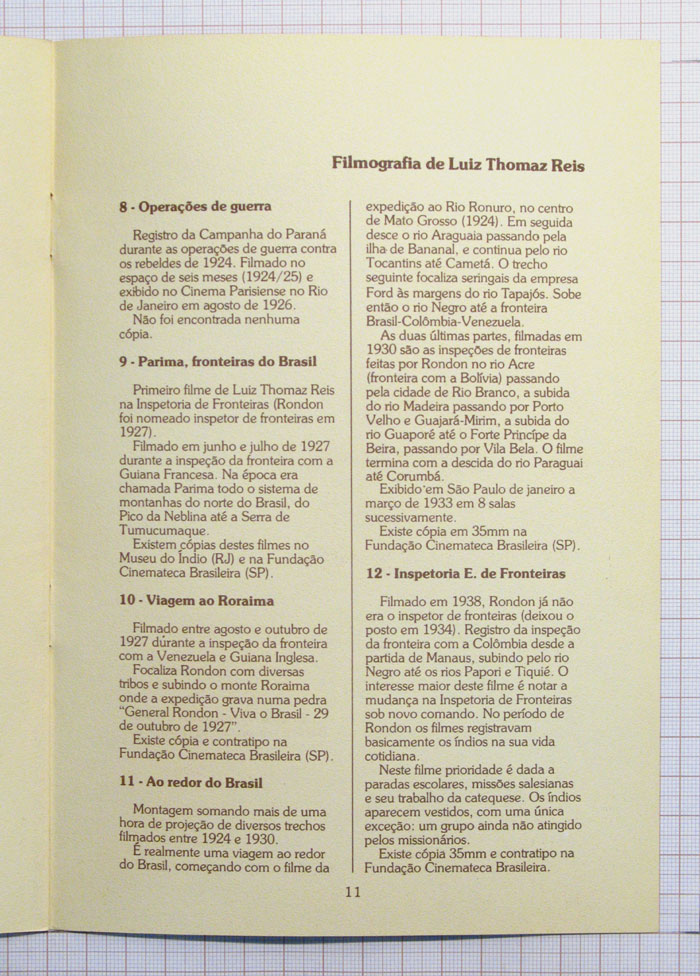 Filmografia de Luiz Thomaz Reis
8 - Operações de guerra
Registro da Campanha do Paraná
durante as operações de guerra contra
os rebeldes de 1924. Filmado no
espaço de seis meses (1924/25) e
exibido no Cinema Parisiense no Rio
de Janeiro em agosto de 1926.
Não foi encontrada nenhuma
cópia.
9 - Parima, fronteiras do Brasil
Primeiro filme de Luiz Thomaz Reis
na Inspetoria de Fronteiras (Rondon
foi nomeado inspetor de fronteiras em
1927).
Filmado em junho e julho de 1927
durante a inspeção da fronteira com a
Guiana Francesa. Na época era
chamada Parima todo o sistema de
montanhas do norte do Brasil, do
Pico da Neblina até a Serra de
Tumucumaque.
Existem cópias destes filmes no
Museu do Índio (RJ) e na Fundação
Cinemateca Brasileira (SP).
10 - Viagem ao Roraima
Filmado entre agosto e outubro de
1927 durante a inspeção da fronteira
com a Venezuela e Guiana Inglesa.
Focaliza Rondon com diversas
tribos e subindo o monte Roraima
onde a expedição grava numa pedra
"General Rondon - Viva o Brasil - 29
de outubro de 1927".
Existe cópia e contratipo na
Fundação Cinemateca Brasileira (SP).
11 - Ao redor do Brasil
Montagem somando mais de uma
hora de projeção de diversos trechos
filmados entre 1924 e 1930.
É realmente uma viagem ao redor
do Brasil, começando com o filme da
expedição ao Rio Ronuro, no centro
de Mato Grosso (1924). Em seguida
desce o rio Araguaia passando pela
ilha de Bananal, e continua pelo rio
Tocantins até Cametá. O trecho
seguinte focaliza seringais da empresa
Ford às margens do rio Tapajós. Sobe
então o rio Negro até a fronteira
Brasil-Colômbia-Venezuela.
As duas últimas partes, filmadas em
1930 são as inspeções de fronteiras
feitas por Rondon no rio Acre
(fronteira com a Bolívia) passando
pela cidade de Rio Branco, a subida
do rio Madeira passando por Porto
Velho e Guajará-Mirim, a subida do
rio Guaporé até o Forte Princípe da
Beira, passando por Vila Bela. O filme
termina com a descida do rio Paraguai
até Corumbá.
Exibido em São Paulo de janeiro a
março de 1933 em 8 salas
sucessivamente.
Existe cópia em 35mm na
Fundação Cinemateca Brasileira (SP).
12 - Inspetoria E. de Fronteiras
Filmado em 1938, Rondon já não
era o inspetor de fronteiras (deixou o
posto em 1934). Registro da inspeção
da fronteira com a Colômbia desde a
partida de Manaus, subindo pelo rio
Negro até os rios Papori e Tiquié. O
interesse maior deste filme é notar a
mudança na Inspetoria de Fronteiras
sob novo comando. No período de
Rondon os filmes registravam
basicamente os índios na sua vida
cotidiana.
Neste filme prioridade é dada a
paradas escolares, missões salesianas
e seu trabalho da catequese. Os índios
aparecem vestidos, com uma única
exceção: um grupo ainda não atingido
pelos missionários.
Existe cópia 35mm e contratipo na
Fundação Cinemateca Brasileira.
11